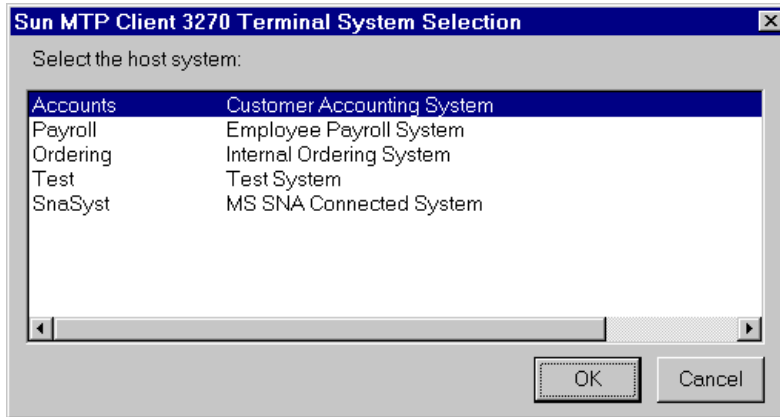 Sun MTP Client 3270 Terminal System Selection
Select the host system:
Accounts Customer Accounting System
Payroll Employee Payroll System
Ordering Internal Ordering System
Test Test System
SnaSyst MS SNA Connected System
OK Cancel